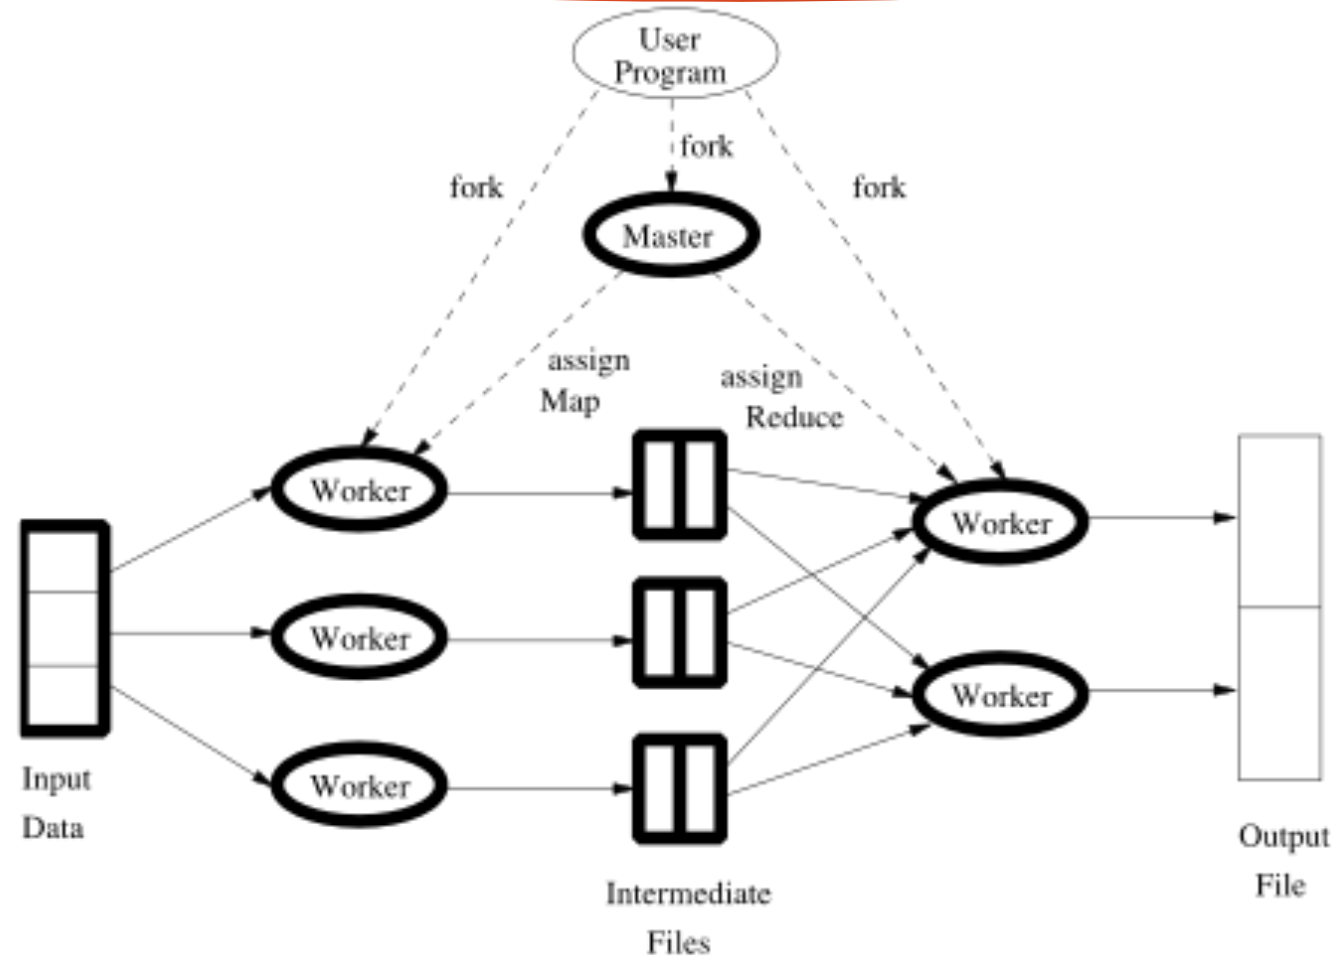 User
Program
fork
fork
fork
Master
assign
Map
assign
Reduce
Worker
Worker
Worker
Worker
Worker
Input
Data
Intermediate
Files
Output
File